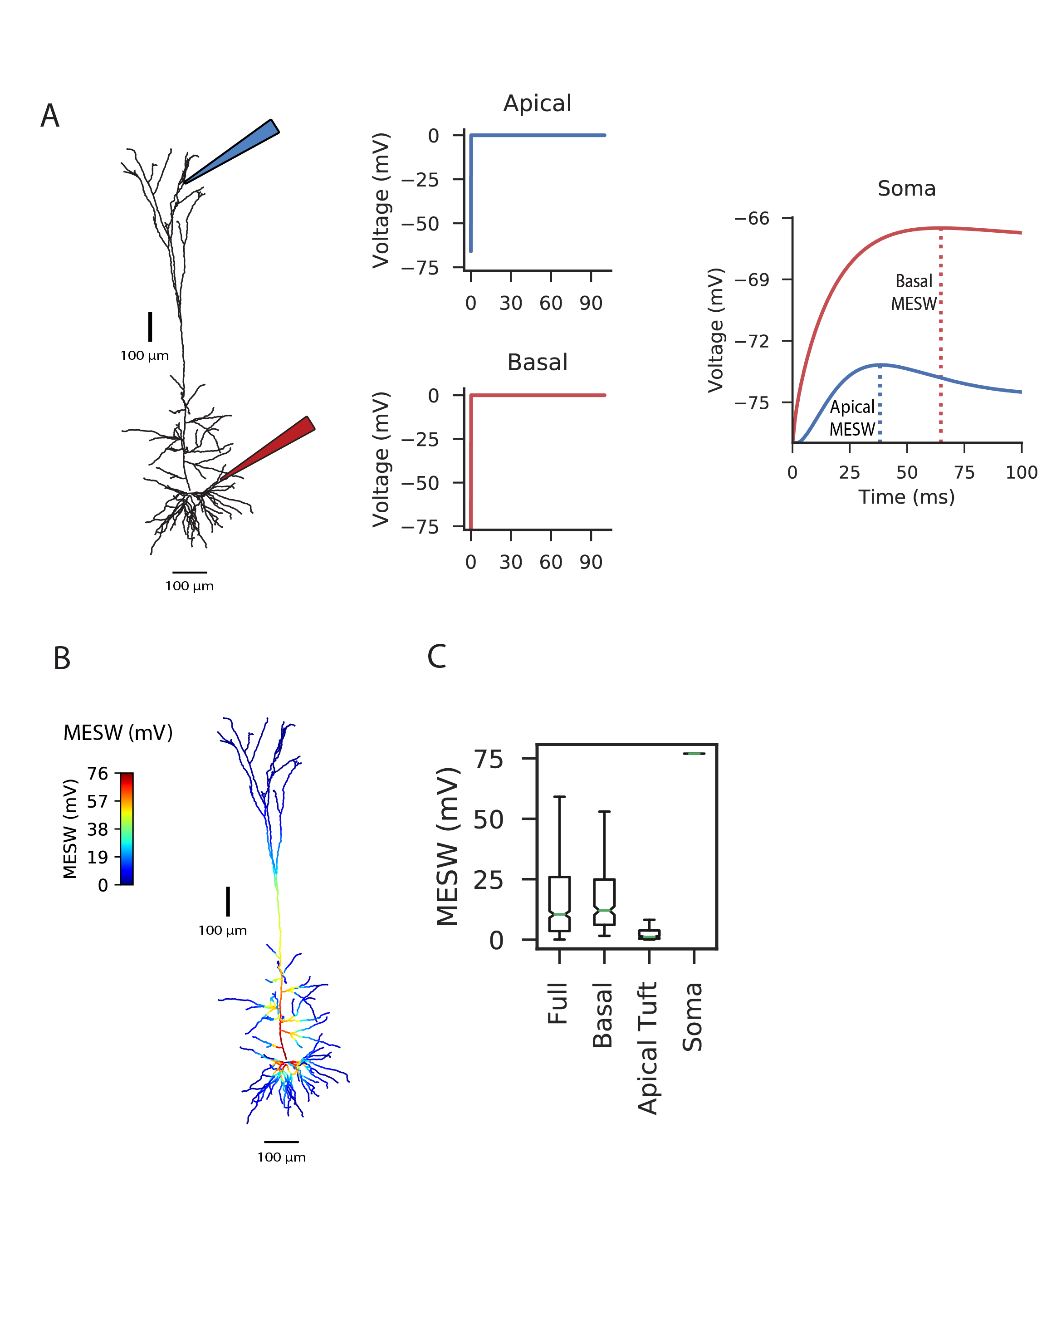 A
100 µm
100 µm
Apical
Voltage (mV)
0
−25
−50
−75
0 30 60 90
Basal
Voltage (mV)
0
−25
−50
−75
0 30 60 90
Soma
Voltage (mV)
−66
−69
−72
−75
Basal
MESW
Apical
MESW
0 25 50 75 100
Time (ms)
B
MESW (mV)
MESW (mV)
76
57
38
19
0
100 µm
100 µm
C
MESW (mV)
75
50
25
0
Full
Basal
Apical Tuft
Soma